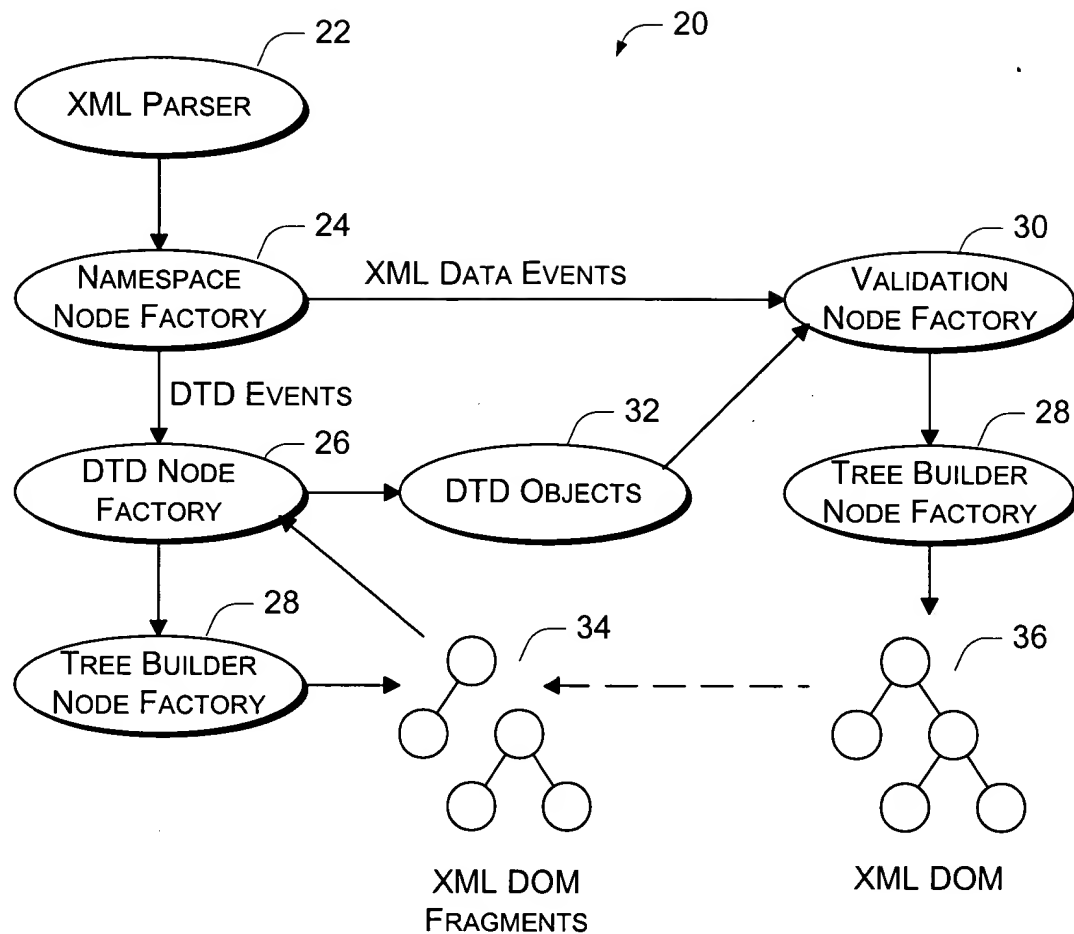 22
20
XML PARSER
24
30
NAMESPACE
NODE FACTORY
XML DATA EVENTS
VALIDATION
NODE FACTORY
DTD EVENTS
26
32
28
DTD NODE
FACTORY
DTD OBJECTS
TREE BUILDER
NODE FACTORY
28
34
36
TREE BUILDER
NODE FACTORY
XML DOM
FRAGMENTS
XML DOM